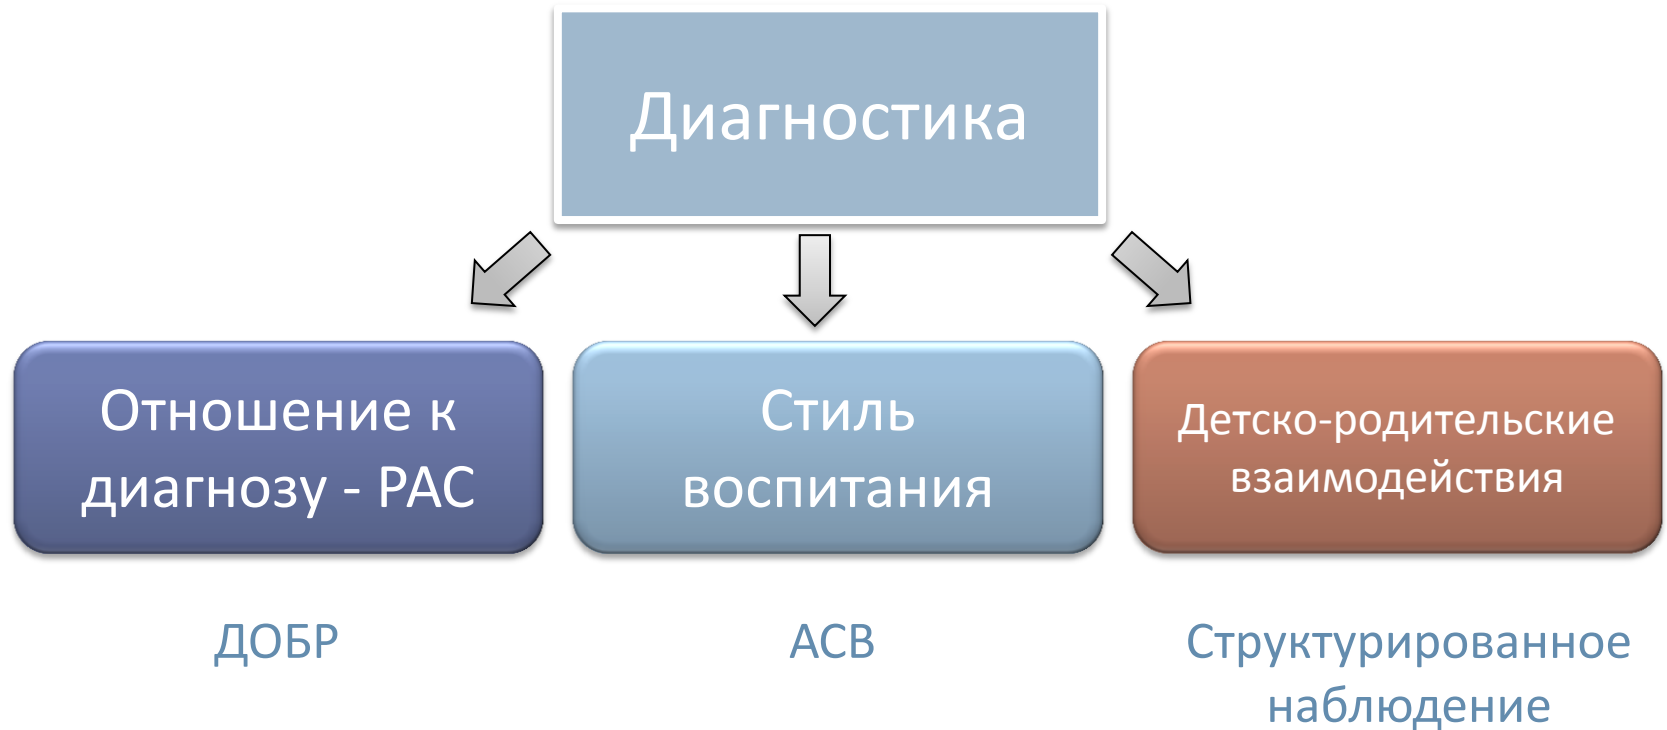 Диагностика
Отношение к
диагнозу - РАС
Стиль
воспитания
Детско-родительские
взаимодействия
ДОБР
АСВ
Структурированное
наблюдение